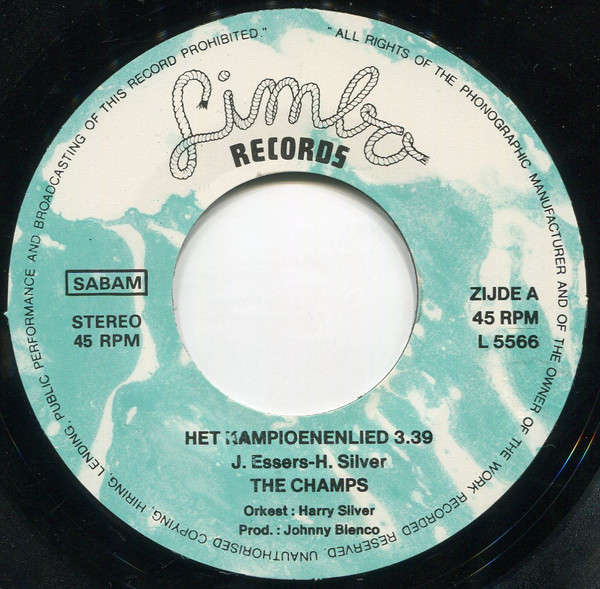 "ALL RIGHTS OF THE PHONOGRAPHIC MANUFACTURER AND OF THE OWNER OF THE WORK RECORDED RESERVED. UNAUTHORISED COPYING, HIRING, LENDING, PUBLIC PERFORMANCE AND BROADCASTING OF THIS RECORD PROHIBITED."
Limbo
RECORDS
SABAM
STEREO
45 RPM
ZIJDE A
45 RPM
L 5566
HET KAMPIOENENLIED 3.39
J. Essers-H. Silver
THE CHAMPS
Orkest : Harry Silver
Prod. : Johnny Blenco